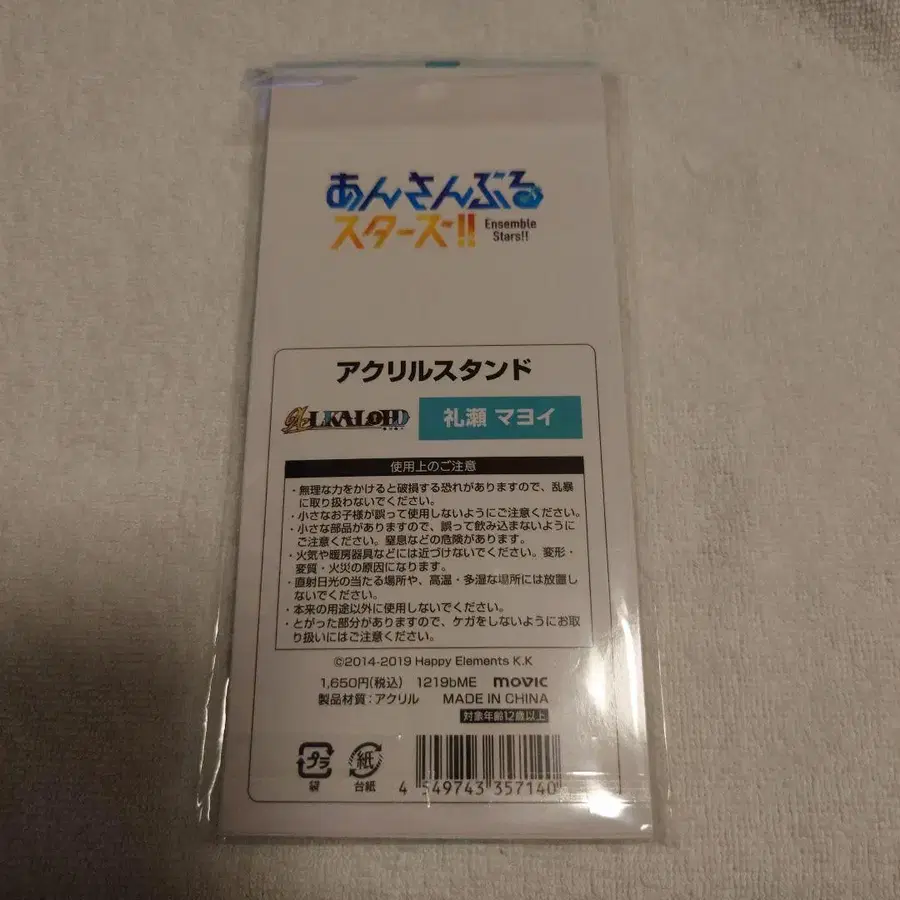 あんさんぶる
スターズ!!
Ensemble
Stars!!
アクリルスタンド
ALKALOID
礼瀬 マヨイ
使用上のご注意
・無理な力をかけると破損する恐れがありますので、乱暴
に取り扱わないでください。
・小さなお子様が誤って使用しないようにご注意ください。
・小さな部品がありますので、誤って飲み込まないように
ご注意ください。窒息などの危険があります。
・火気や暖房器具などには近づけないでください。変形・
変質・火災の原因になります。
・直射日光の当たる場所や、高温・多湿な場所には放置し
ないでください。
・本来の用途以外に使用しないでください。
・とがった部分がありますので、ケガをしないようにお取
り扱いにはご注意ください。
©2014-2019 Happy Elements K.K
1,650円(税込) 1219bME movic
製品材質:アクリル MADE IN CHINA
対象年齢12歳以上
プラ
袋
紙
台紙
4 549743 357140